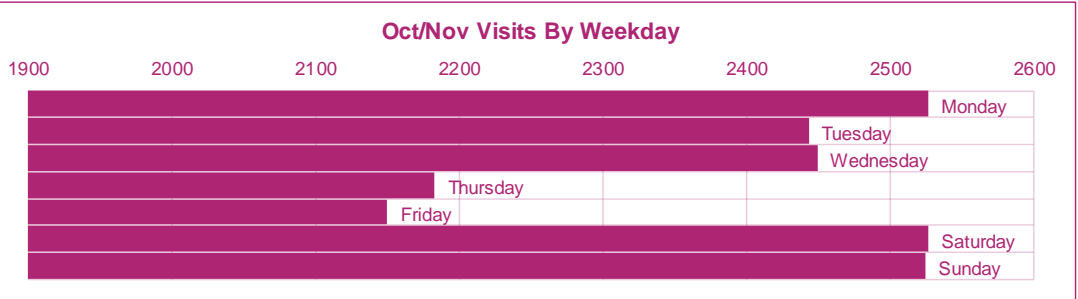 Oct/Nov Visits By Weekday
1900 2000 2100 2200 2300 2400 2500 2600
Monday
Tuesday
Wednesday
Thursday
Friday
Saturday
Sunday